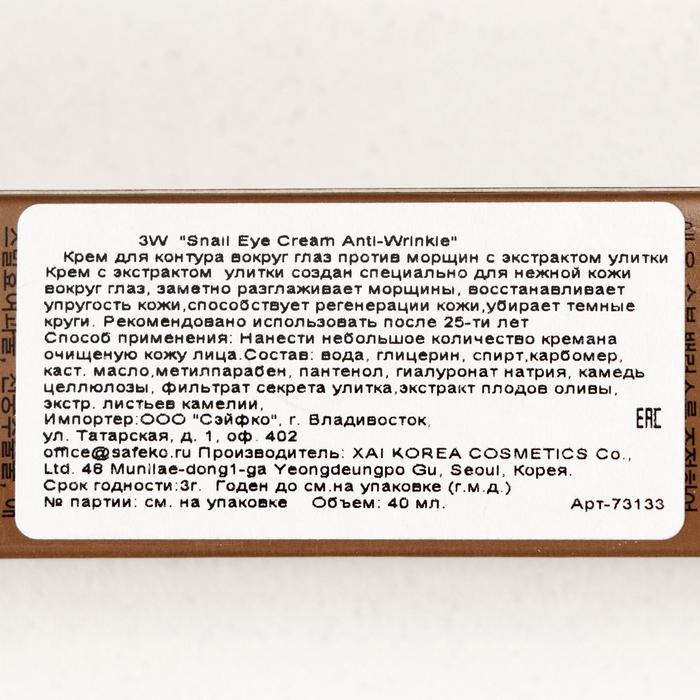 3W "Snail Eye Cream Anti-Wrinkle"
Крем для контура вокруг глаз против морщин с экстрактом улитки
Крем с экстрактом улитки создан специально для нежной кожи
вокруг глаз, заметно разглаживает морщины, восстанавливает
упругость кожи,способствует регенерации кожи,убирает темные
круги. Рекомендовано использовать после 25-ти лет
Способ применения: Нанести небольшое количество кремана
очищеную кожу лица.Состав: вода, глицерин, спирт,карбомер,
каст. масло,метилпарабен, пантенол, гиалуронат натрия, камедь
целлюлозы, фильтрат секрета улитка,экстракт плодов оливы,
экстр. листьев камелии,
Импортер:ООО "Сэйфко", г. Владивосток,
ул. Татарская, д. 1, оф. 402
EAC
office@safeko.ru Производитель: XAI KOREA COSMETICS Co.,
Ltd. 48 Munllae-dong1-ga Yeongdeungpo Gu, Seoul, Корея.
Срок годности:3г. Годен до см.на упаковке (г.м.д.)
№ партии: см. на упаковке Объем: 40 мл. Арт-73133